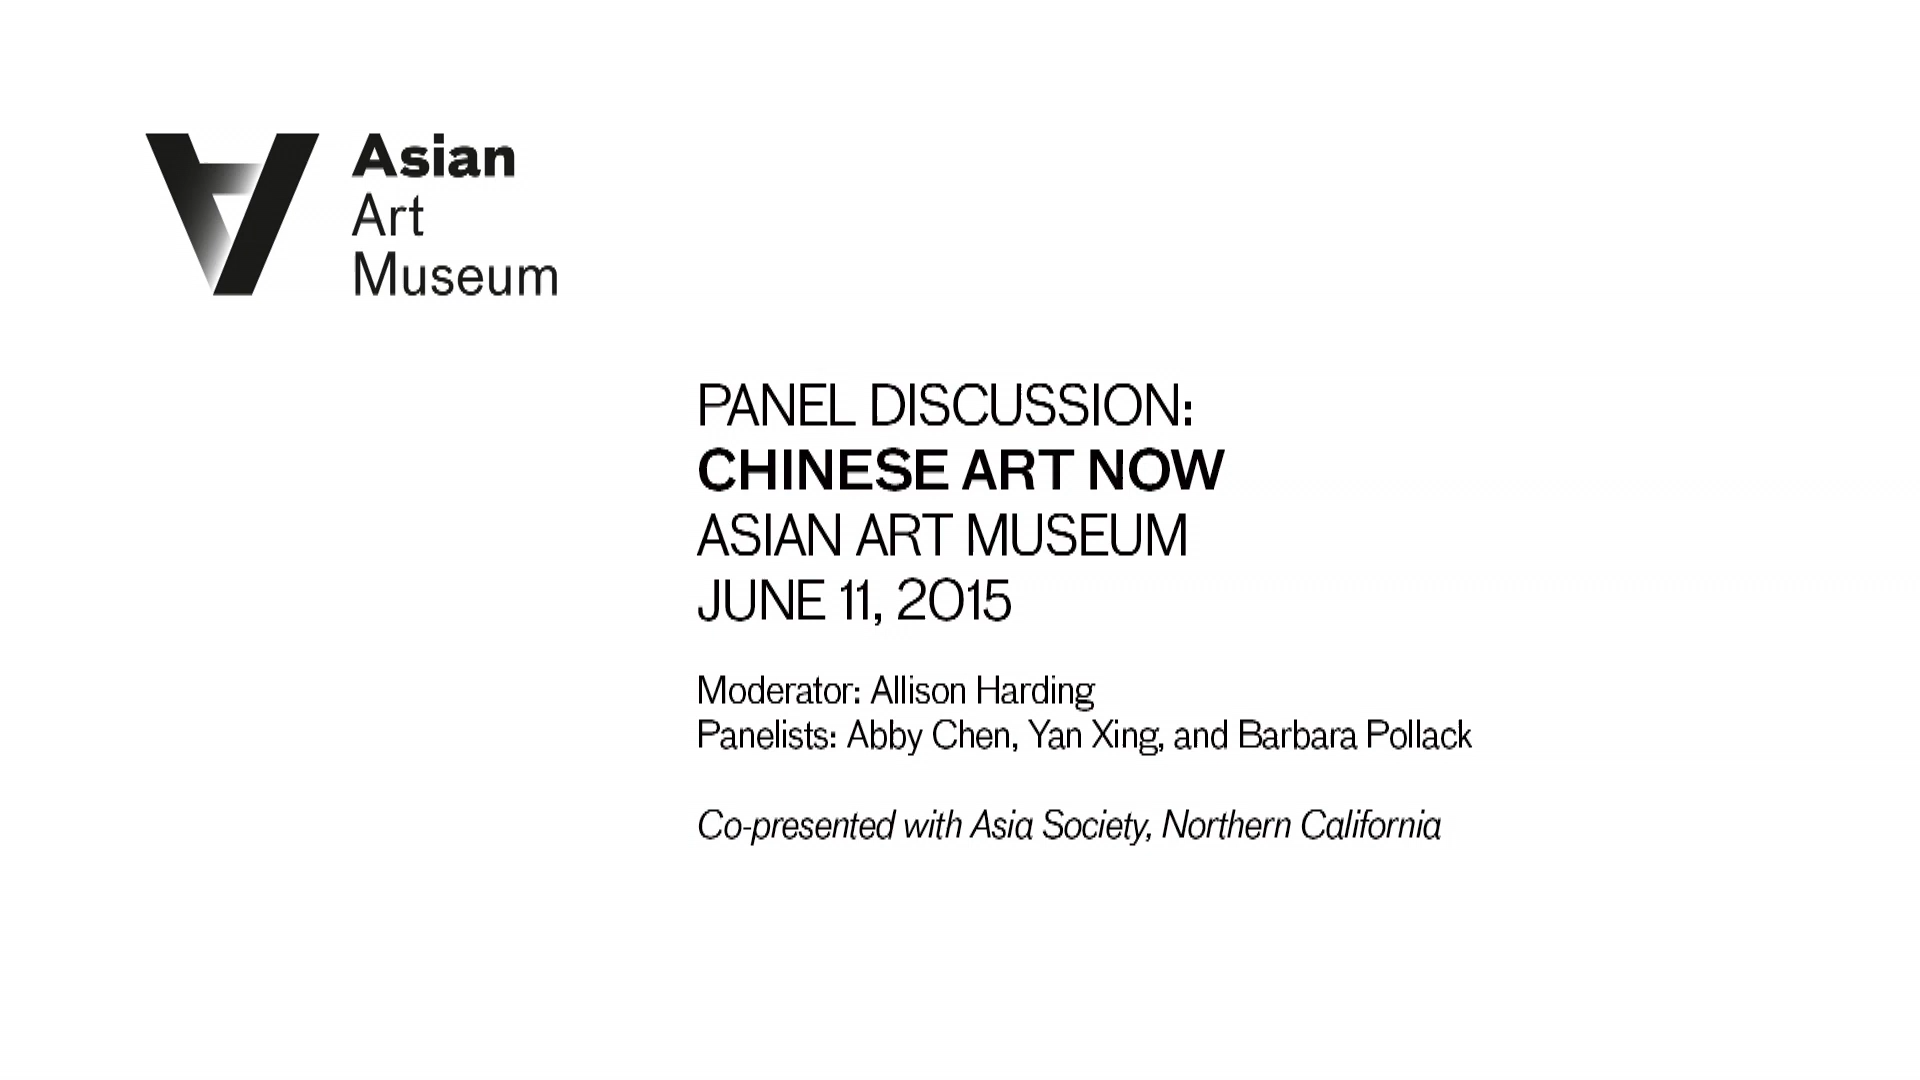 Asian
Art
Museum
PANEL DISCUSSION:
CHINESE ART NOW
ASIAN ART MUSEUM
JUNE 11, 2015
Moderator: Allison Harding
Panelists: Abby Chen, Yan Xing, and Barbara Pollack
Co-presented with Asia Society, Northern California